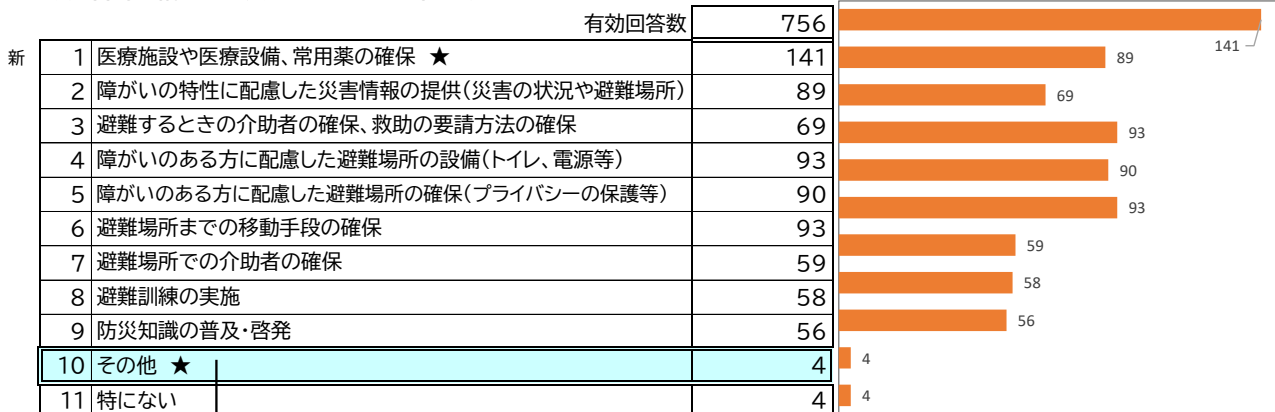 有効回答数 756
新 1 医療施設や医療設備、常用薬の確保 ★ 141
2 障がいの特性に配慮した災害情報の提供(災害の状況や避難場所) 89
3 避難するときの介助者の確保、救助の要請方法の確保 69
4 障がいのある方に配慮した避難場所の設備(トイレ、電源等) 93
5 障がいのある方に配慮した避難場所の確保(プライバシーの保護等) 90
6 避難場所までの移動手段の確保 93
7 避難場所での介助者の確保 59
8 避難訓練の実施 58
9 防災知識の普及・啓発 56
10 その他 ★ 4
11 特にない 4
141
89
69
93
90
93
59
58
56
4
4